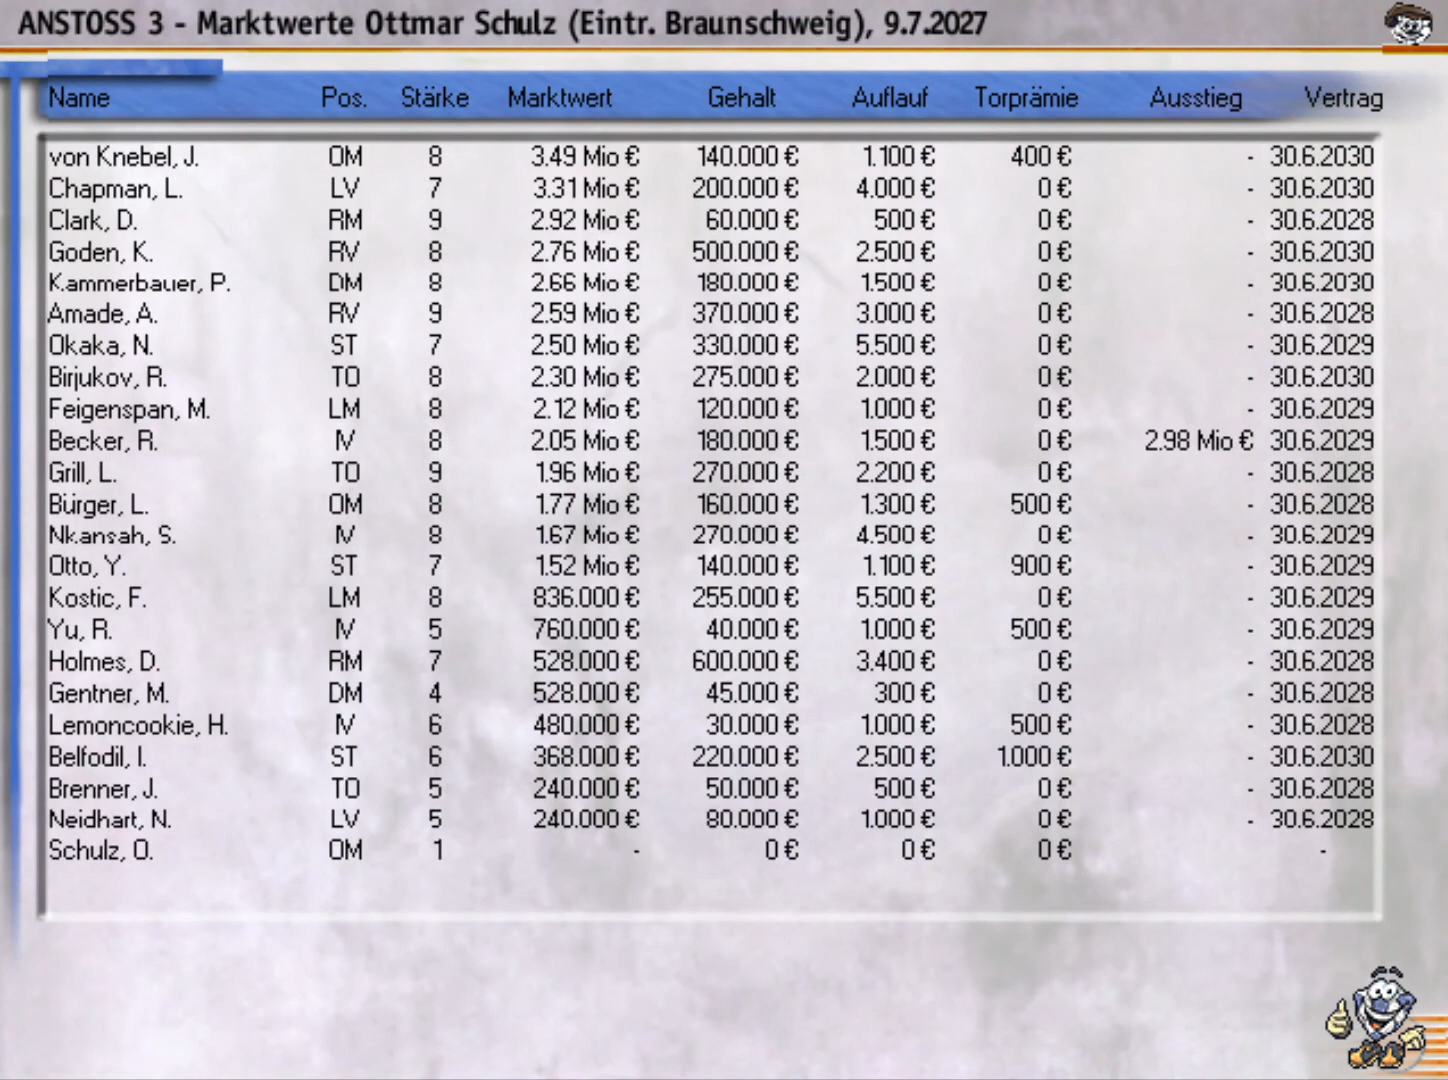 ANSTOSS 3 - Marktwerte Ottmar Schulz (Eintr. Braunschweig), 9.7.2027
Name Pos. Stärke Marktwert Gehalt Auflauf Torprämie Ausstieg Vertrag
von Knebel, J. OM 8 3.49 Mio € 140.000 € 1.100 € 400 € - 30.6.2030
Chapman, L. LV 7 3.31 Mio € 200.000 € 4.000 € 0 € - 30.6.2030
Clark, D. RM 9 2.92 Mio € 60.000 € 500 € 0 € - 30.6.2028
Goden, K. RV 8 2.76 Mio € 500.000 € 2.500 € 0 € - 30.6.2030
Kammerbauer, P. DM 8 2.66 Mio € 180.000 € 1.500 € 0 € - 30.6.2030
Amade, A. RV 9 2.59 Mio € 370.000 € 3.000 € 0 € - 30.6.2028
Okaka, N. ST 7 2.50 Mio € 330.000 € 5.500 € 0 € - 30.6.2029
Birjukov, R. TO 8 2.30 Mio € 275.000 € 2.000 € 0 € - 30.6.2030
Feigenspan, M. LM 8 2.12 Mio € 120.000 € 1.000 € 0 € - 30.6.2029
Becker, R. IV 8 2.05 Mio € 180.000 € 1.500 € 0 € 2.98 Mio € 30.6.2029
Grill, L. TO 9 1.96 Mio € 270.000 € 2.200 € 0 € - 30.6.2028
Bürger, L. OM 8 1.77 Mio € 160.000 € 1.300 € 500 € - 30.6.2028
Nkansah, S. IV 8 1.67 Mio € 270.000 € 4.500 € 0 € - 30.6.2029
Otto, Y. ST 7 1.52 Mio € 140.000 € 1.100 € 900 € - 30.6.2029
Kostic, F. LM 8 836.000 € 255.000 € 5.500 € 0 € - 30.6.2029
Yu, R. IV 5 760.000 € 40.000 € 1.000 € 500 € - 30.6.2029
Holmes, D. RM 7 528.000 € 600.000 € 3.400 € 0 € - 30.6.2028
Gentner, M. DM 4 528.000 € 45.000 € 300 € 0 € - 30.6.2028
Lemoncookie, H. IV 6 480.000 € 30.000 € 1.000 € 500 € - 30.6.2028
Belfodil, I. ST 6 368.000 € 220.000 € 2.500 € 1.000 € - 30.6.2030
Brenner, J. TO 5 240.000 € 50.000 € 500 € 0 € - 30.6.2028
Neidhart, N. LV 5 240.000 € 80.000 € 1.000 € 0 € - 30.6.2028
Schulz, O. OM 1 - 0 € 0 € 0 € -